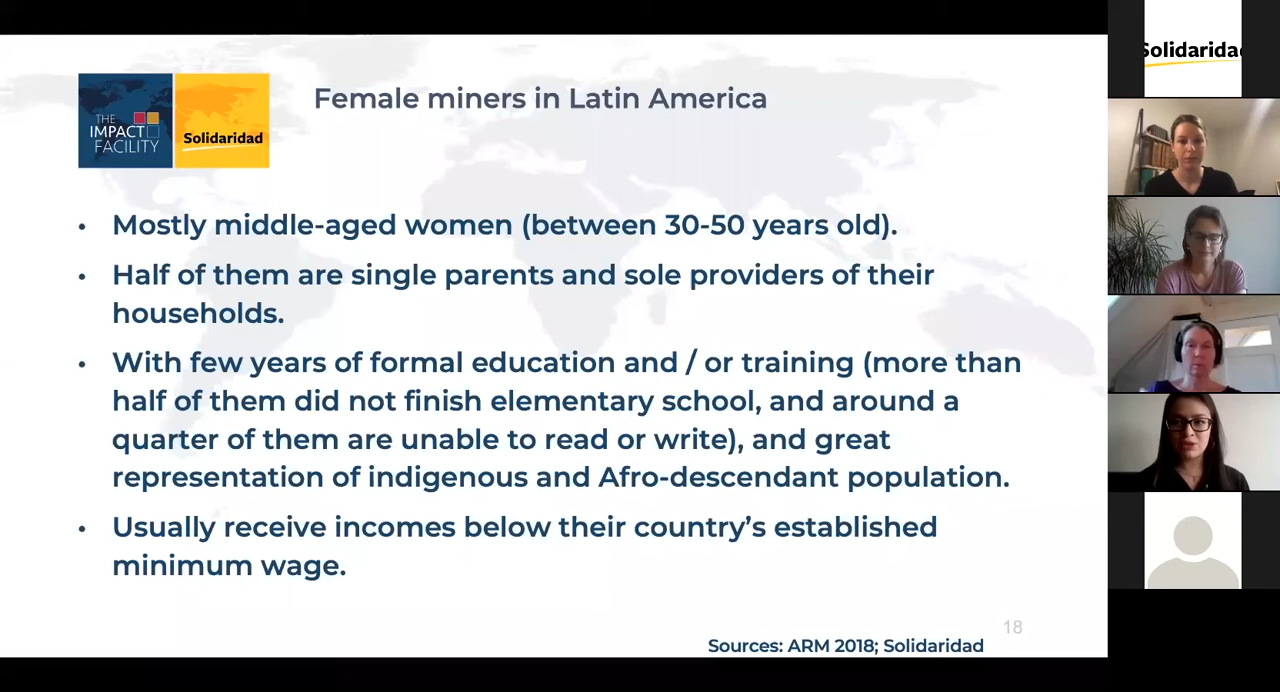 Female miners in Latin America
THE
IMPACT
FACILITY
Solidaridad
• Mostly middle-aged women (between 30-50 years old).
• Half of them are single parents and sole providers of their
households.
• With few years of formal education and / or training (more than
half of them did not finish elementary school, and around a
quarter of them are unable to read or write), and great
representation of indigenous and Afro-descendant population.
• Usually receive incomes below their country’s established
minimum wage.
18
Sources: ARM 2018; Solidaridad
Solidaridad